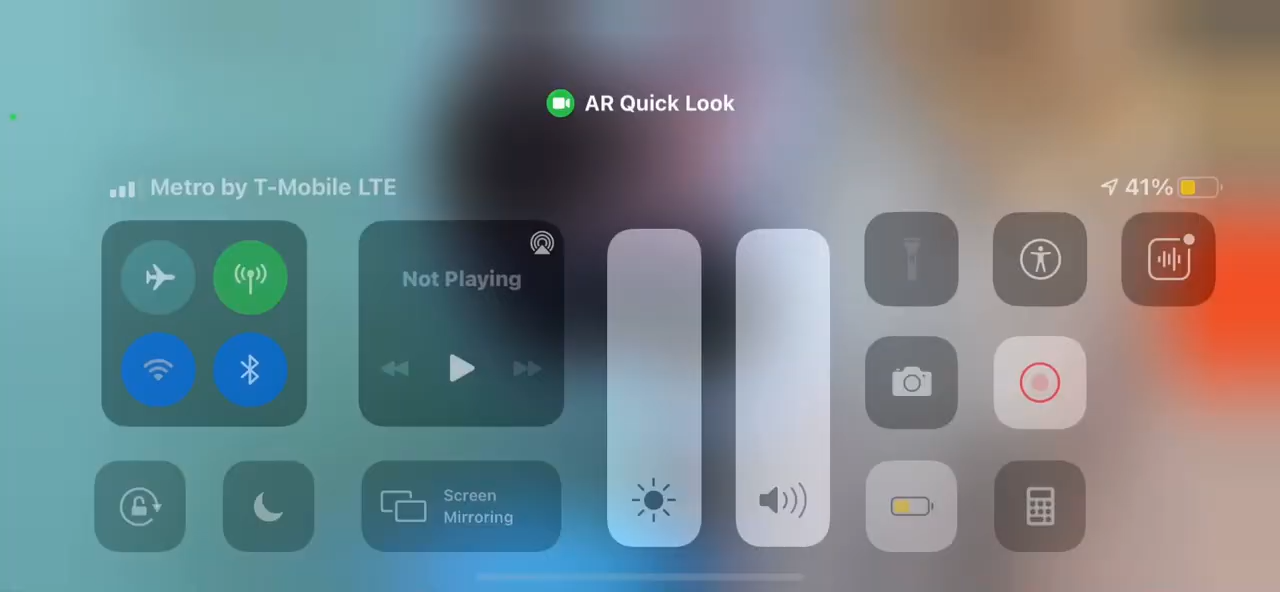 AR Quick Look
Metro by T-Mobile LTE
41%
Not Playing
Screen
Mirroring